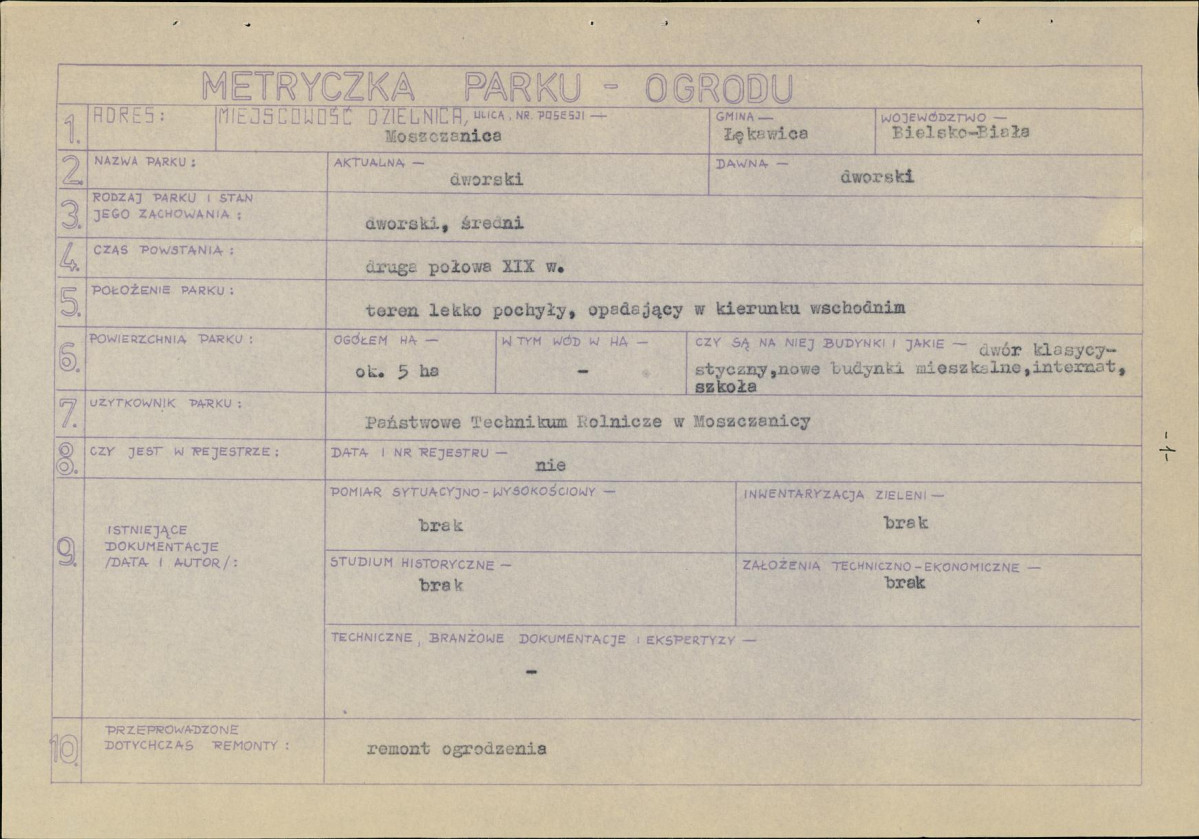 METRYCZKA PARKU - OGRODU
1. ADRES: MIEJSCOWOŚĆ DZIELNICA, ULICA, NR. POSESJI — GMINA — WOJEWÓDZTWO —
Moszczanica Łękawica Bielsko-Biała
2. NAZWA PARKU: AKTUALNA — DAWNA —
dworski dworski
3. RODZAJ PARKU I STAN
JEGO ZACHOWANIA:
dworski, średni
4. CZAS POWSTANIA:
druga połowa XIX w.
5. POŁOŻENIE PARKU:
teren lekko pochyły, opadający w kierunku wschodnim
6. POWIERZCHNIA PARKU: OGÓŁEM HA — W TYM WÓD W HA — CZY SĄ NA NIEJ BUDYNKI I JAKIE — dwór klasycy-
ok. 5 ha - styczny,nowe budynki mieszkalne,internat,
szkoła
7. UZYTKOWNIK PARKU:
Państwowe Technikum Rolnicze w Moszczanicy
8. CZY JEST W REJESTRZE: DATA I NR REJESTRU —
nie
9. ISTNIEJĄCE
DOKUMENTACJE
/DATA I AUTOR/:
POMIAR SYTUACYJNO-WYSOKOŚCIOWY — INWENTARYZACJA ZIELENI —
brak brak
STUDIUM HISTORYCZNE — ZAŁOŻENIA TECHNICZNO-EKONOMICZNE —
brak brak
TECHNICZNE, BRANŻOWE DOKUMENTACJE I EKSPERTYZY —
-
10. PRZEPROWADZONE
DOTYCHCZAS REMONTY:
remont ogrodzenia
-1-